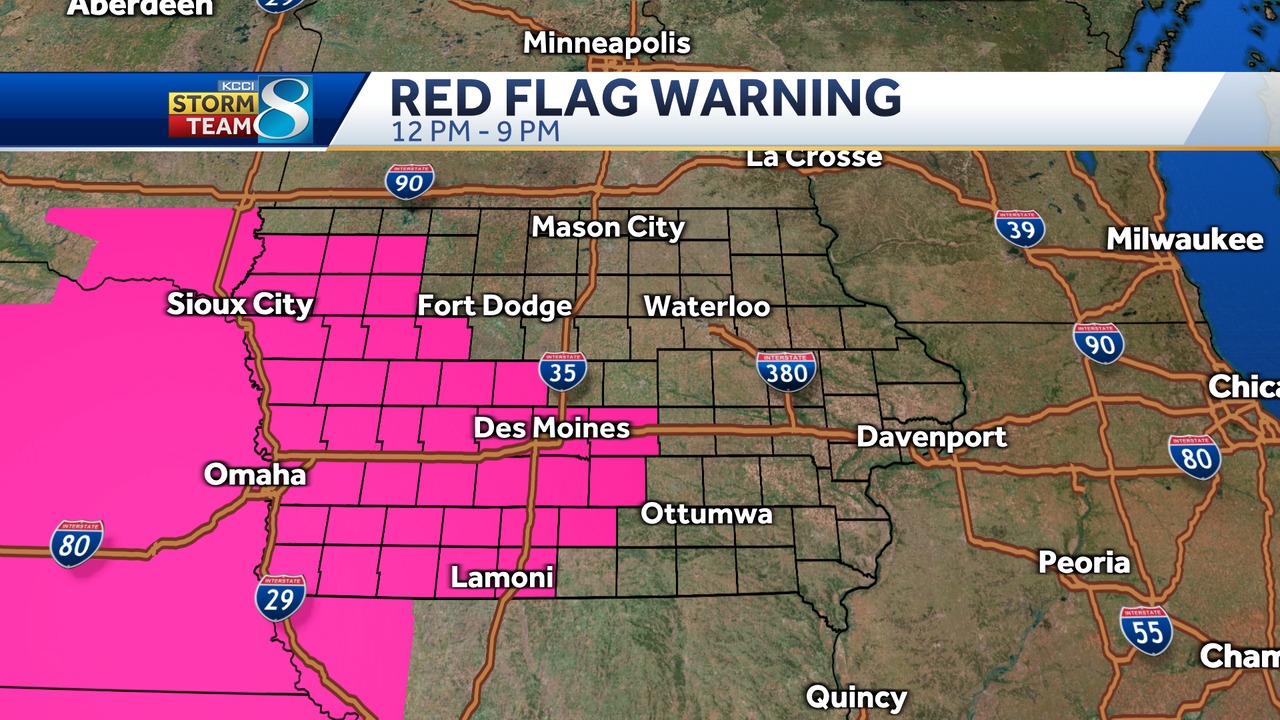 Aberdeen
29
Minneapolis
KCCI
STORM
TEAM
8
RED FLAG WARNING
12 PM - 9 PM
La Crosse
INTERSTATE
90
Mason City
INTERSTATE
39
Milwaukee
Sioux City
Fort Dodge
Waterloo
INTERSTATE
90
INTERSTATE
35
INTERSTATE
380
Chica
Des Moines
Davenport
INTERSTATE
80
Omaha
Ottumwa
INTERSTATE
80
Peoria
Lamoni
INTERSTATE
29
INTERSTATE
55
Cham
Quincy